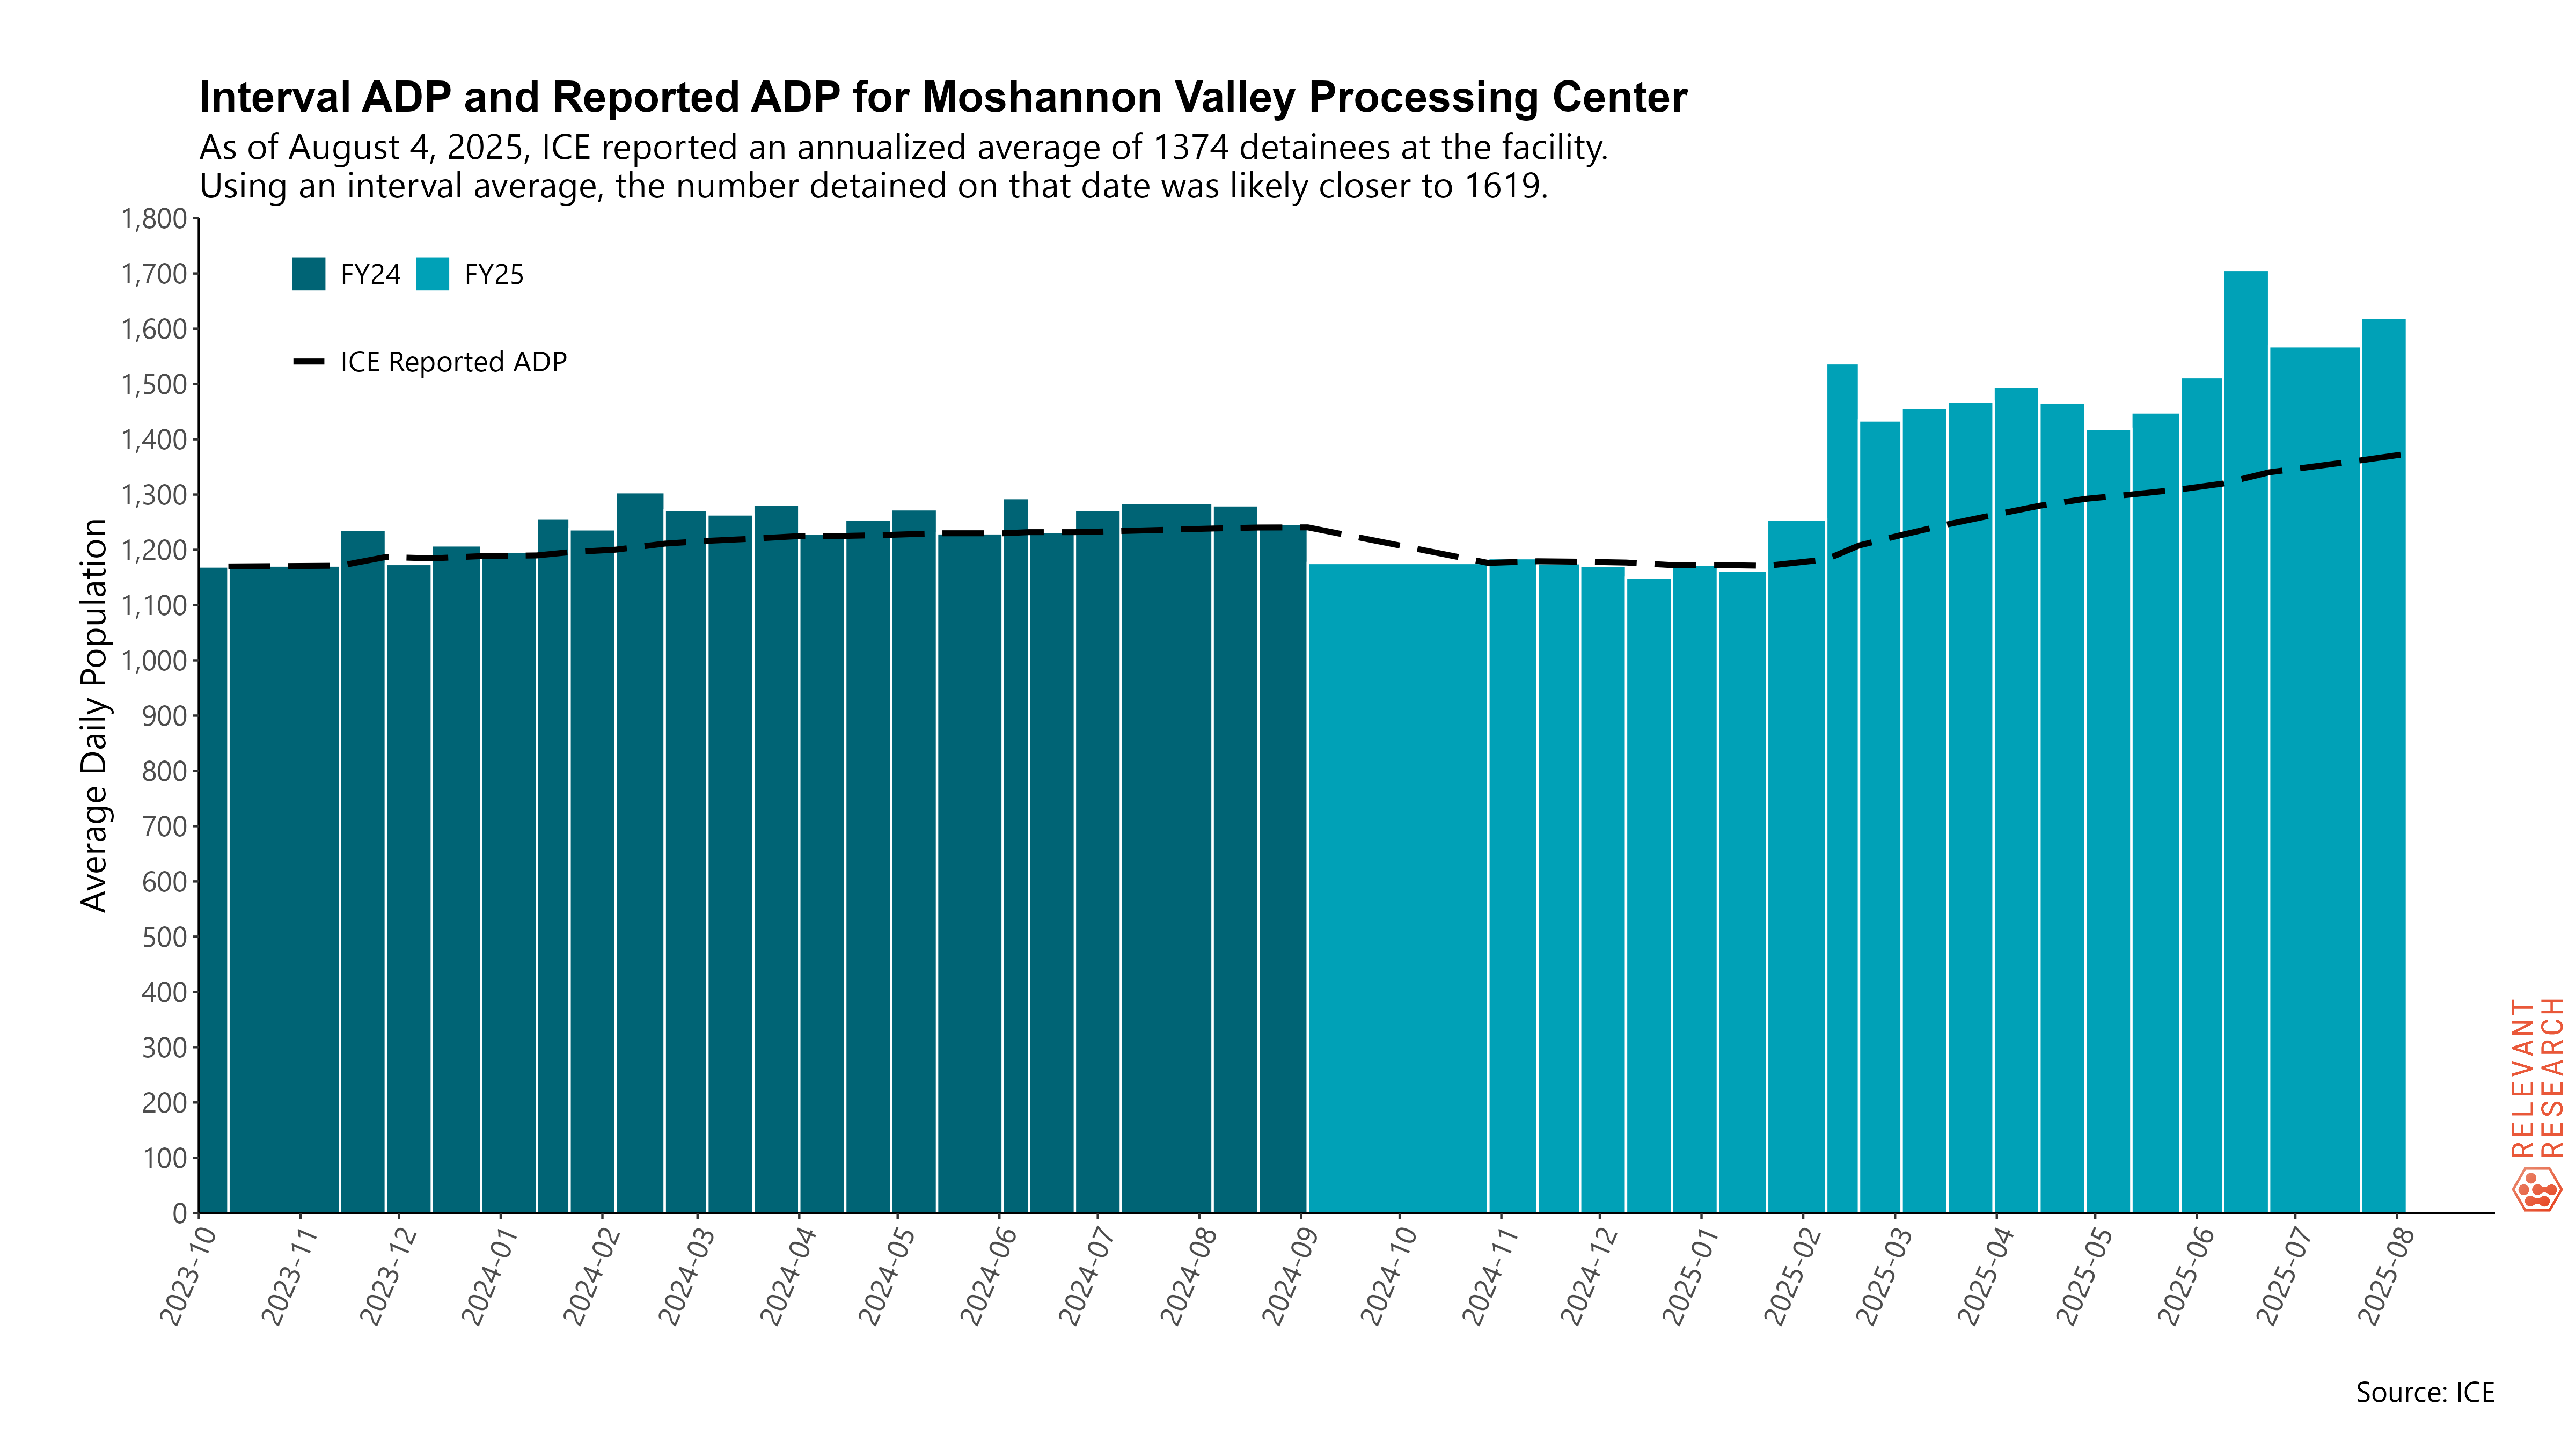 Interval ADP and Reported ADP for Moshannon Valley Processing Center
As of August 4, 2025, ICE reported an annualized average of 1374 detainees at the facility.
Using an interval average, the number detained on that date was likely closer to 1619.
FY24 FY25
ICE Reported ADP
Average Daily Population
1,800
1,700
1,600
1,500
1,400
1,300
1,200
1,100
1,000
900
800
700
600
500
400
300
200
100
0
2023-10 2023-11 2023-12 2024-01 2024-02 2024-03 2024-04 2024-05 2024-06 2024-07 2024-08 2024-09 2024-10 2024-11 2024-12 2025-01 2025-02 2025-03 2025-04 2025-05 2025-06 2025-07 2025-08
RELEVANT
RESEARCH
Source: ICE